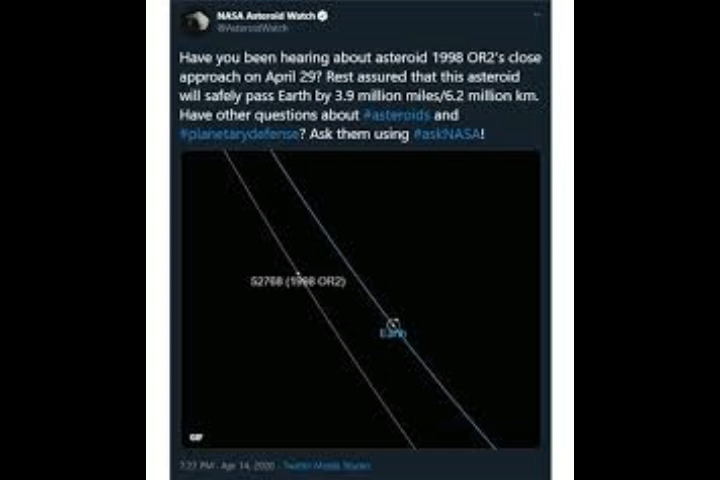 NASA Asteroid Watch
@AsteroidWatch
Have you been hearing about asteroid 1998 OR2's close
approach on April 29? Rest assured that this asteroid
will safely pass Earth by 3.9 million miles/6.2 million km.
Have other questions about #asteroids and
#planetarydefense? Ask them using #askNASA!
52768 (1998 OR2)
Earth
GIF
7:27 PM · Apr 14, 2020 · Twitter Media Studio